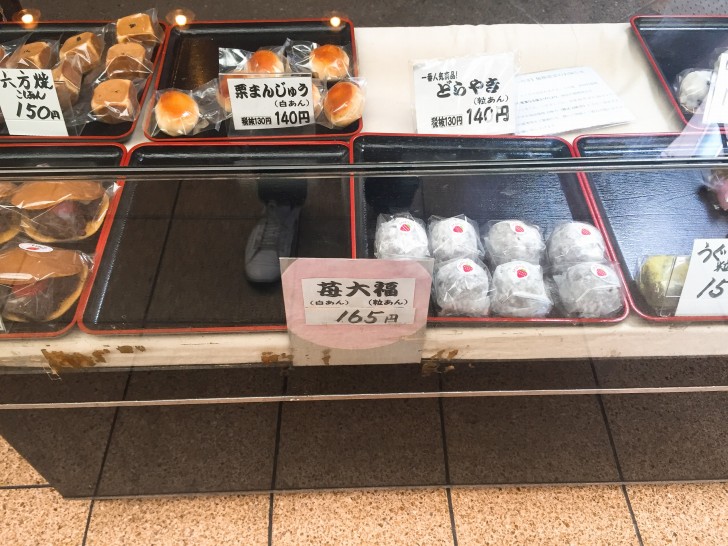 六方焼
こしあん
150円
栗まんじゅう
(白あん)
税抜130円 140円
一番人気商品!
どらやき
(粒あん)
税抜130円 140円
苺大福
(白あん) (粒あん)
165円
うぐ
15